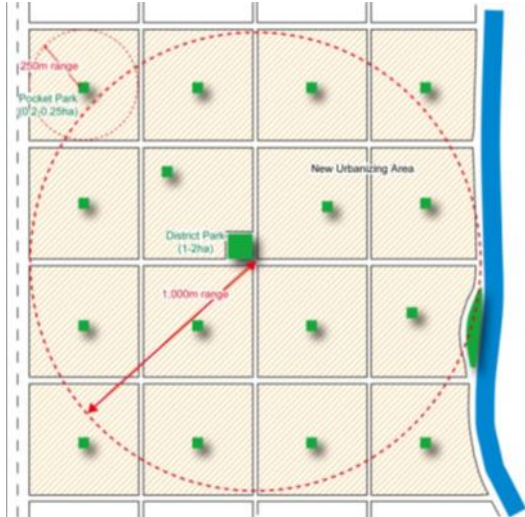 250m range
Pocket Park
(0.2-0.25ha)
New Urbanizing Area
District Park
(1-2ha)
1.000m range